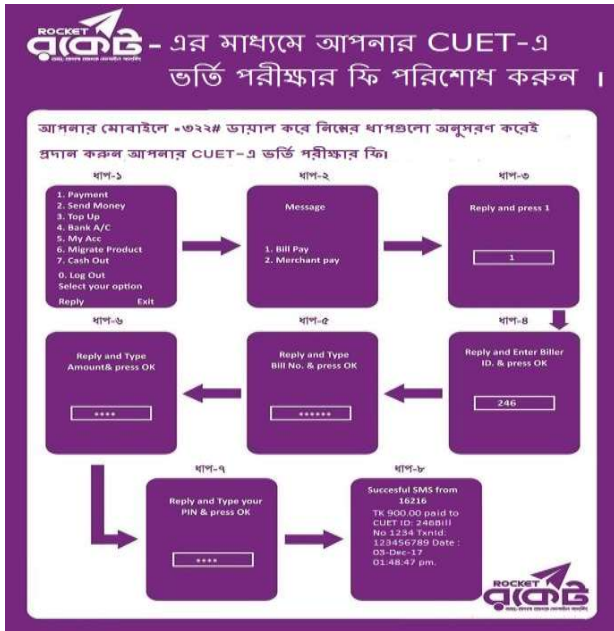 ROCKET
রকেট - এর মাধ্যমে আপনার CUET-এ
ভর্তি পরীক্ষার ফি পরিশোধ করুন ।
আপনার মোবাইলে *৩২২# ডায়াল করে নিম্নের ধাপগুলো অনুসরণ করেই
প্রদান করুন আপনার CUET-এ ভর্তি পরীক্ষার ফি।
ধাপ-১
1. Payment
2. Send Money
3. Top Up
4. Bank A/C
5. My Acc
6. Migrate Product
7. Cash Out
0. Log Out
Select your option
Reply Exit
ধাপ-২
Message
1. Bill Pay
2. Merchant pay
ধাপ-৩
Reply and press 1
1
ধাপ-৪
Reply and Enter Biller
ID. & press OK
246
ধাপ-৫
Reply and Type
Bill No. & press OK
******
ধাপ-৬
Reply and Type
Amount& press OK
****
ধাপ-৭
Reply and Type your
PIN & press OK
****
ধাপ-৮
Succesful SMS from
16216
TK 900.00 paid to
CUET ID: 246Bill
No 1234 TxnId:
123456789 Date :
03-Dec-17
01:48:47 pm.
ROCKET
রকেট